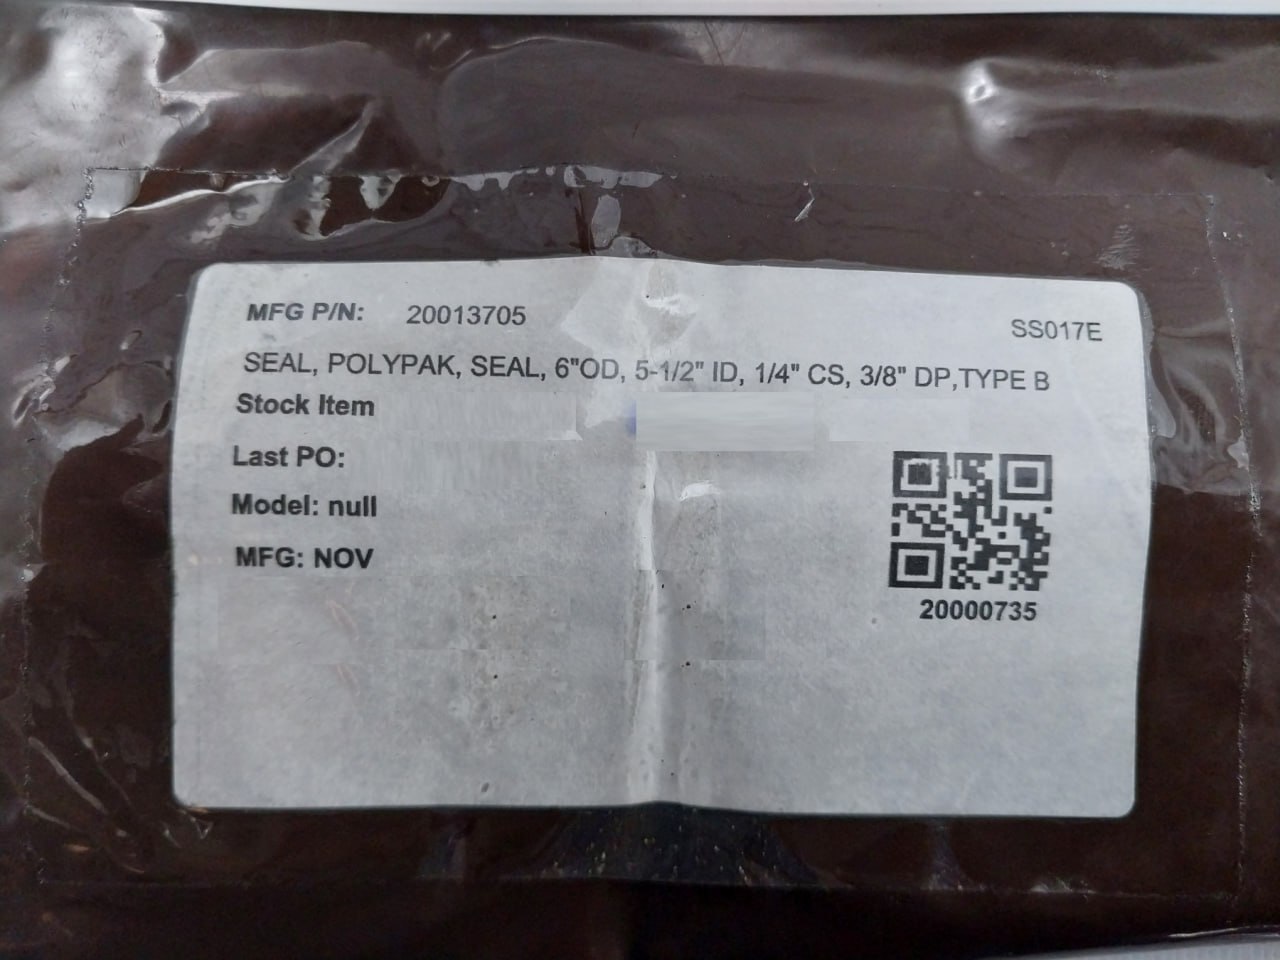 MFG P/N: 20013705 SS017E
SEAL, POLYPAK, SEAL, 6"OD, 5-1/2" ID, 1/4" CS, 3/8" DP,TYPE B
Stock Item
Last PO:
Model: null
MFG: NOV
20000735